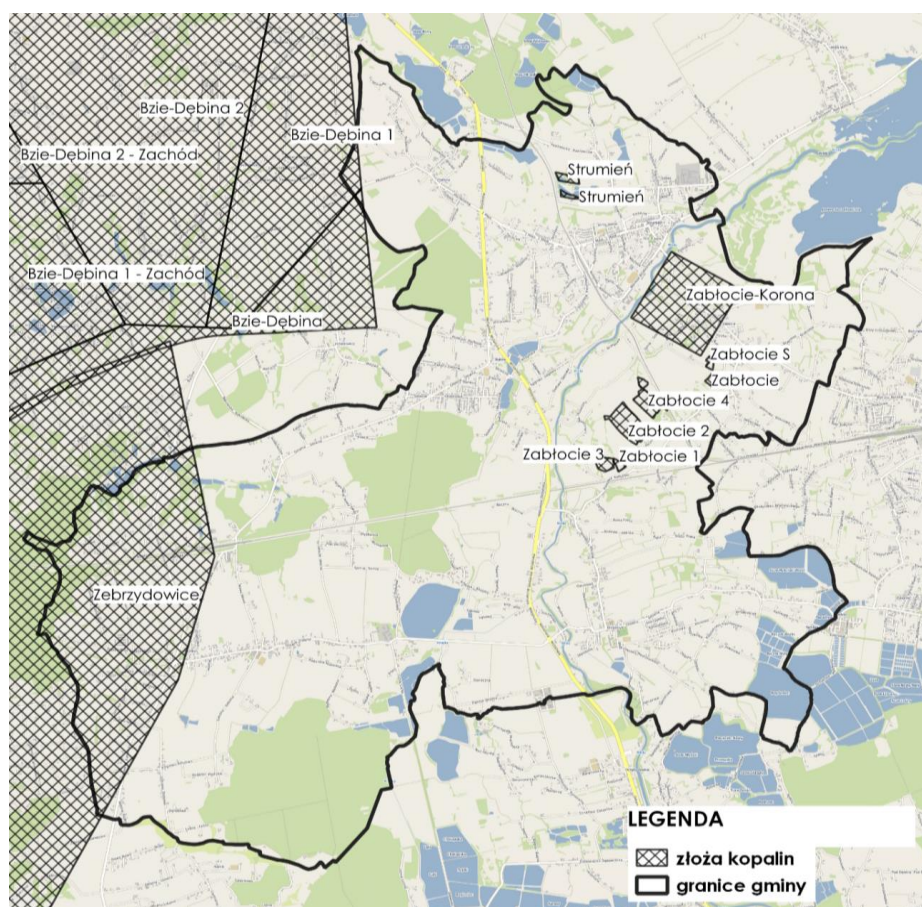 Bzie-Dębina 2
Bzie-Dębina 1
Bzie-Dębina 2 - Zachód
Strumień
Strumień
Bzie-Dębina 1 - Zachód
Zabłocie-Korona
Bzie-Dębina
Zabłocie S
Zabłocie
Zabłocie 4
Zabłocie 2
Zabłocie 3
Zabłocie 1
Zebrzydowice
LEGENDA
złoża kopalin
granice gminy